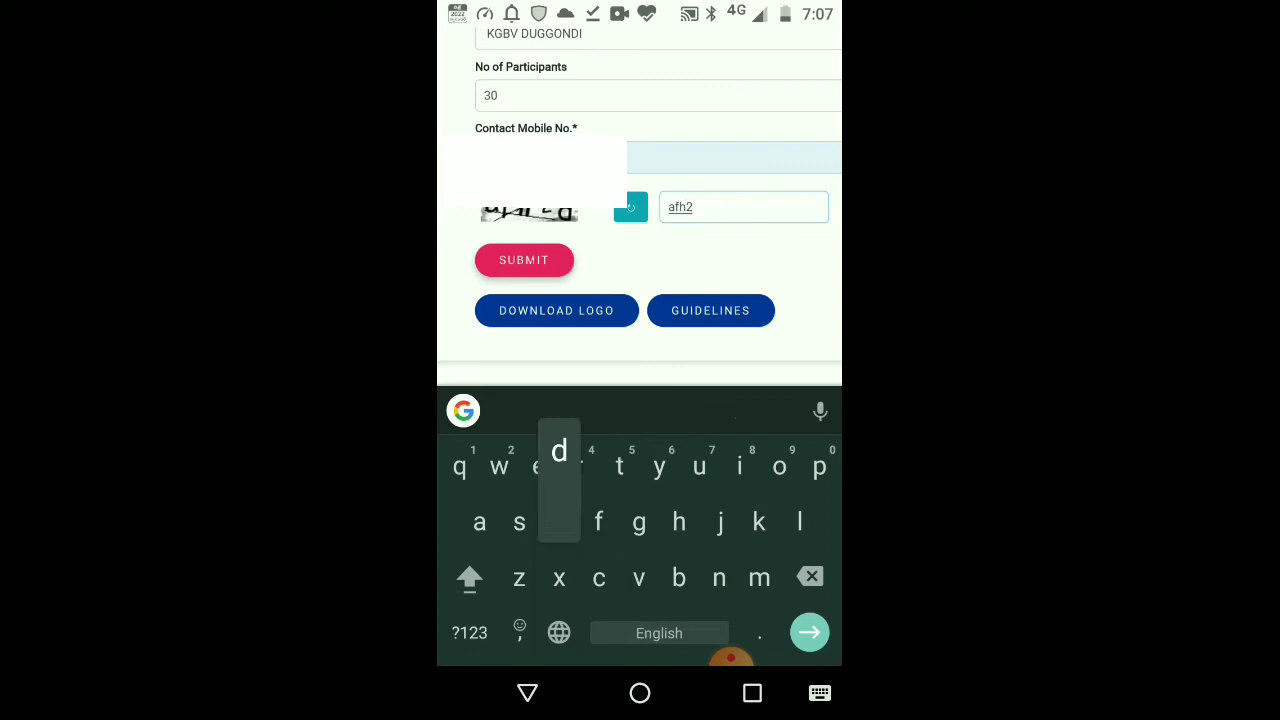 2022
4G
7:07
KGBV DUGGONDI
No of Participants
30
Contact Mobile No.*
afh2
SUBMIT
DOWNLOAD LOGO
GUIDELINES
d
1 2 4 5 6 7 8 9 0
q w t y u i o p
a s f g h j k l
z x c v b n m
?123 , English .